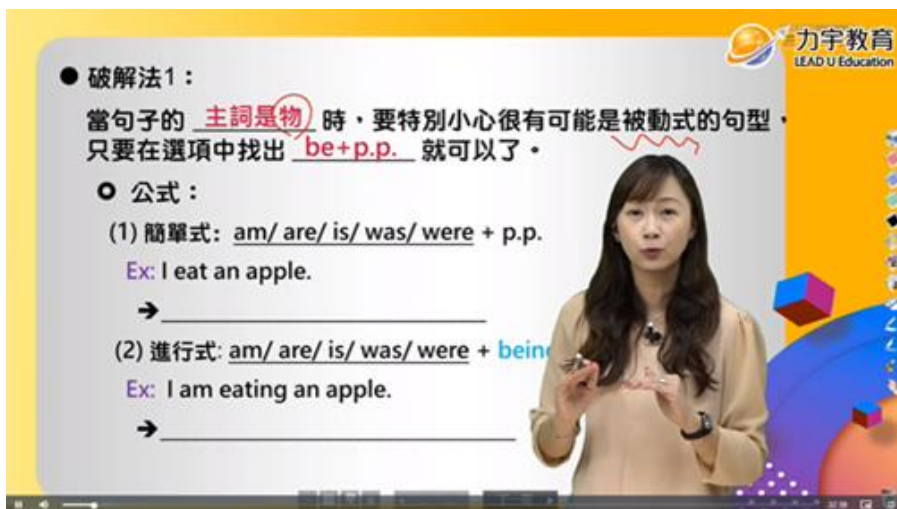 力宇教育
LEAD U Education
● 破解法1：
當句子的 主詞是物 時，要特別小心很有可能是被動式的句型，
只要在選項中找出 be+p.p. 就可以了。
公式：
(1) 簡單式: am/ are/ is/ was/ were + p.p.
Ex: I eat an apple.
➔
(2) 進行式: am/ are/ is/ was/ were +
Ex: I am eating an apple.
➔